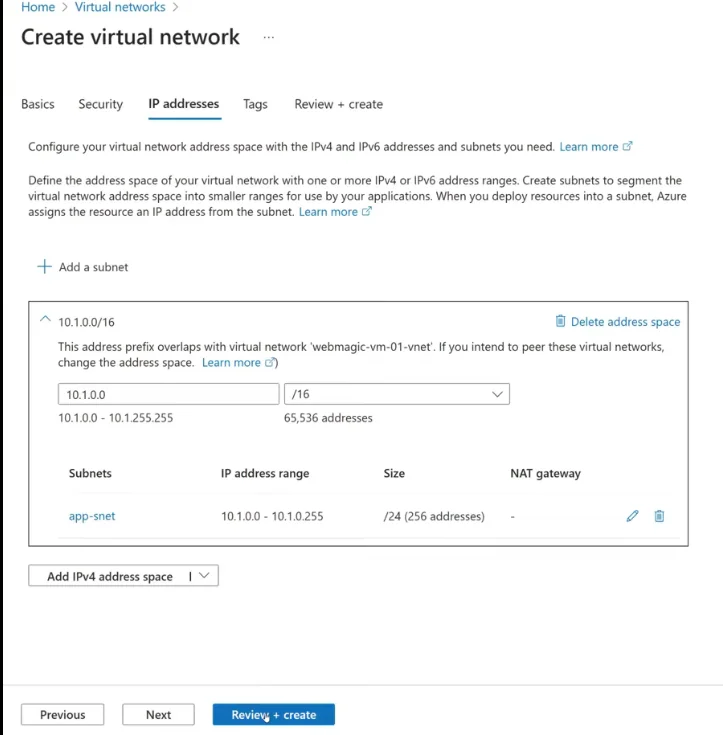 Home > Virtual networks >
Create virtual network ...
Basics Security IP addresses Tags Review + create
Configure your virtual network address space with the IPv4 and IPv6 addresses and subnets you need. Learn more
Define the address space of your virtual network with one or more IPv4 or IPv6 address ranges. Create subnets to segment the
virtual network address space into smaller ranges for use by your applications. When you deploy resources into a subnet, Azure
assigns the resource an IP address from the subnet. Learn more
+ Add a subnet
10.1.0.0/16 Delete address space
This address prefix overlaps with virtual network 'webmagic-vm-01-vnet'. If you intend to peer these virtual networks,
change the address space. Learn more )
10.1.0.0 /16
10.1.0.0 - 10.1.255.255 65,536 addresses
Subnets IP address range Size NAT gateway
app-snet 10.1.0.0 - 10.1.0.255 /24 (256 addresses) -
Add IPv4 address space |
Previous Next Review + create